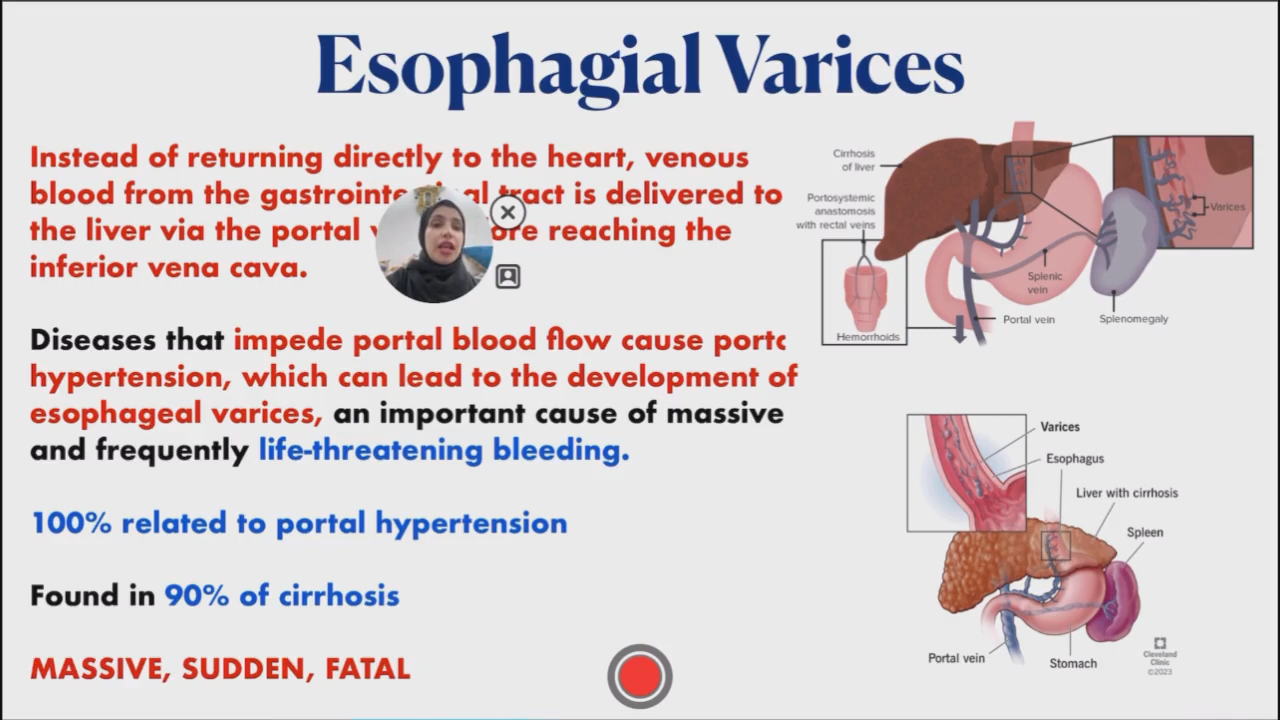 Esophagial Varices
Instead of returning directly to the heart, venous
blood from the tract is delivered to
the liver via the portal reaching the
inferior vena cava.
Diseases that impede portal blood flow cause
hypertension, which can lead to the development of
esophageal varices, an important cause of massive
and frequently life-threatening bleeding.
100% related to portal hypertension
Found in 90% of cirrhosis
MASSIVE, SUDDEN, FATAL
Cirrhosis
of liver
Portosystemic
anastomosis
with rectal veins
Hemorrhoids
Varices
Splenic
vein
Portal vein
Splenomegaly
Varices
Esophagus
Liver with cirrhosis
Spleen
Portal vein
Stomach
Cleveland
Clinic
©2023